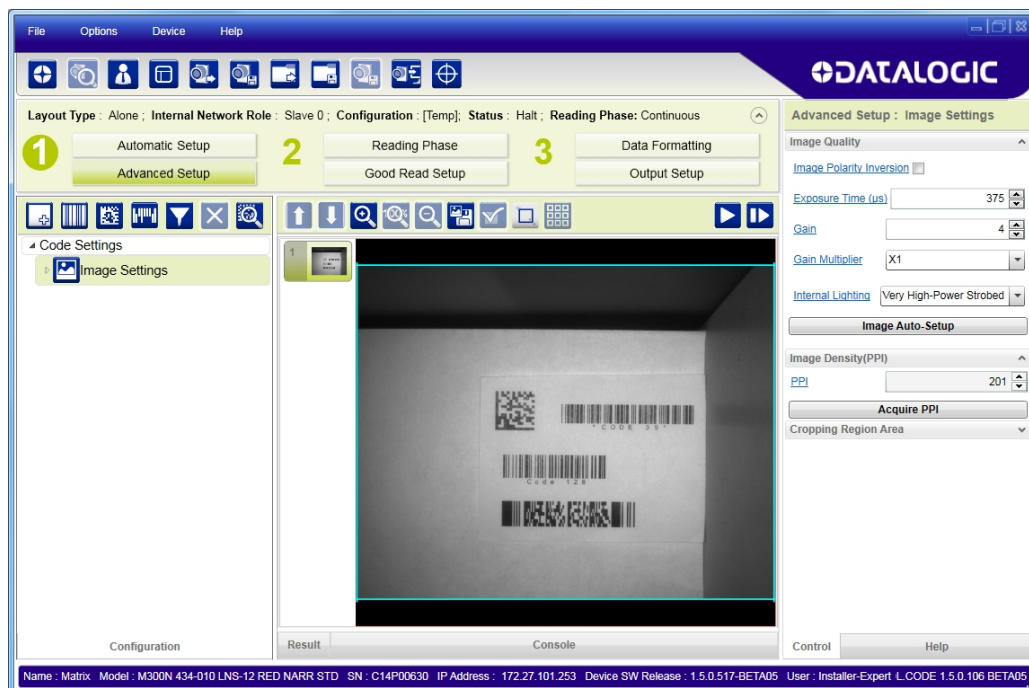 File Options Device Help
DATALOGIC
Layout Type : Alone ; Internal Network Role : Slave 0 ; Configuration : [Temp]; Status : Halt ; Reading Phase: Continuous
1 Automatic Setup 2 Reading Phase 3 Data Formatting
Advanced Setup Good Read Setup Output Setup
Code Settings
Image Settings
1
*CODE 39*
Code 128
Configuration
Result Console
Advanced Setup : Image Settings
Image Quality
Image Polarity Inversion
Exposure Time (µs) 375
Gain 4
Gain Multiplier X1
Internal Lighting Very High-Power Strobed
Image Auto-Setup
Image Density(PPI)
PPI 201
Acquire PPI
Cropping Region Area
Control Help
Name : Matrix Model : M300N 434-010 LNS-12 RED NARR STD SN : C14P00630 IP Address : 172.27.101.253 Device SW Release : 1.5.0.517-BETA05 User : Installer-Expert L.CODE 1.5.0.106 BETA05